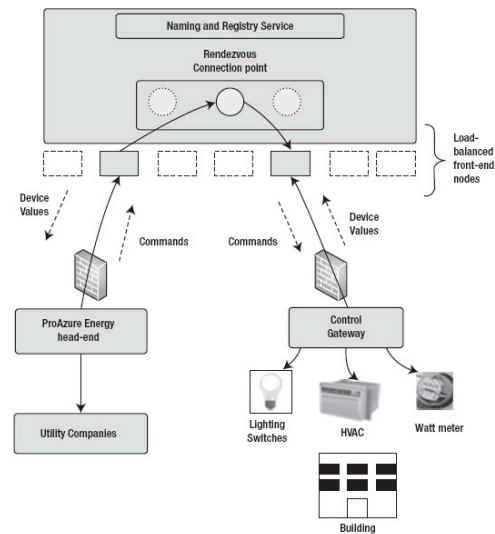 Naming and Registry Service
Rendezvous
Connection point
Load-
balanced
front-end
nodes
Device
Values
Commands
Commands
Device
Values
ProAzure Energy
head-end
Control
Gateway
Utility Companies
Lighting
Switches
HVAC
Watt meter
Building